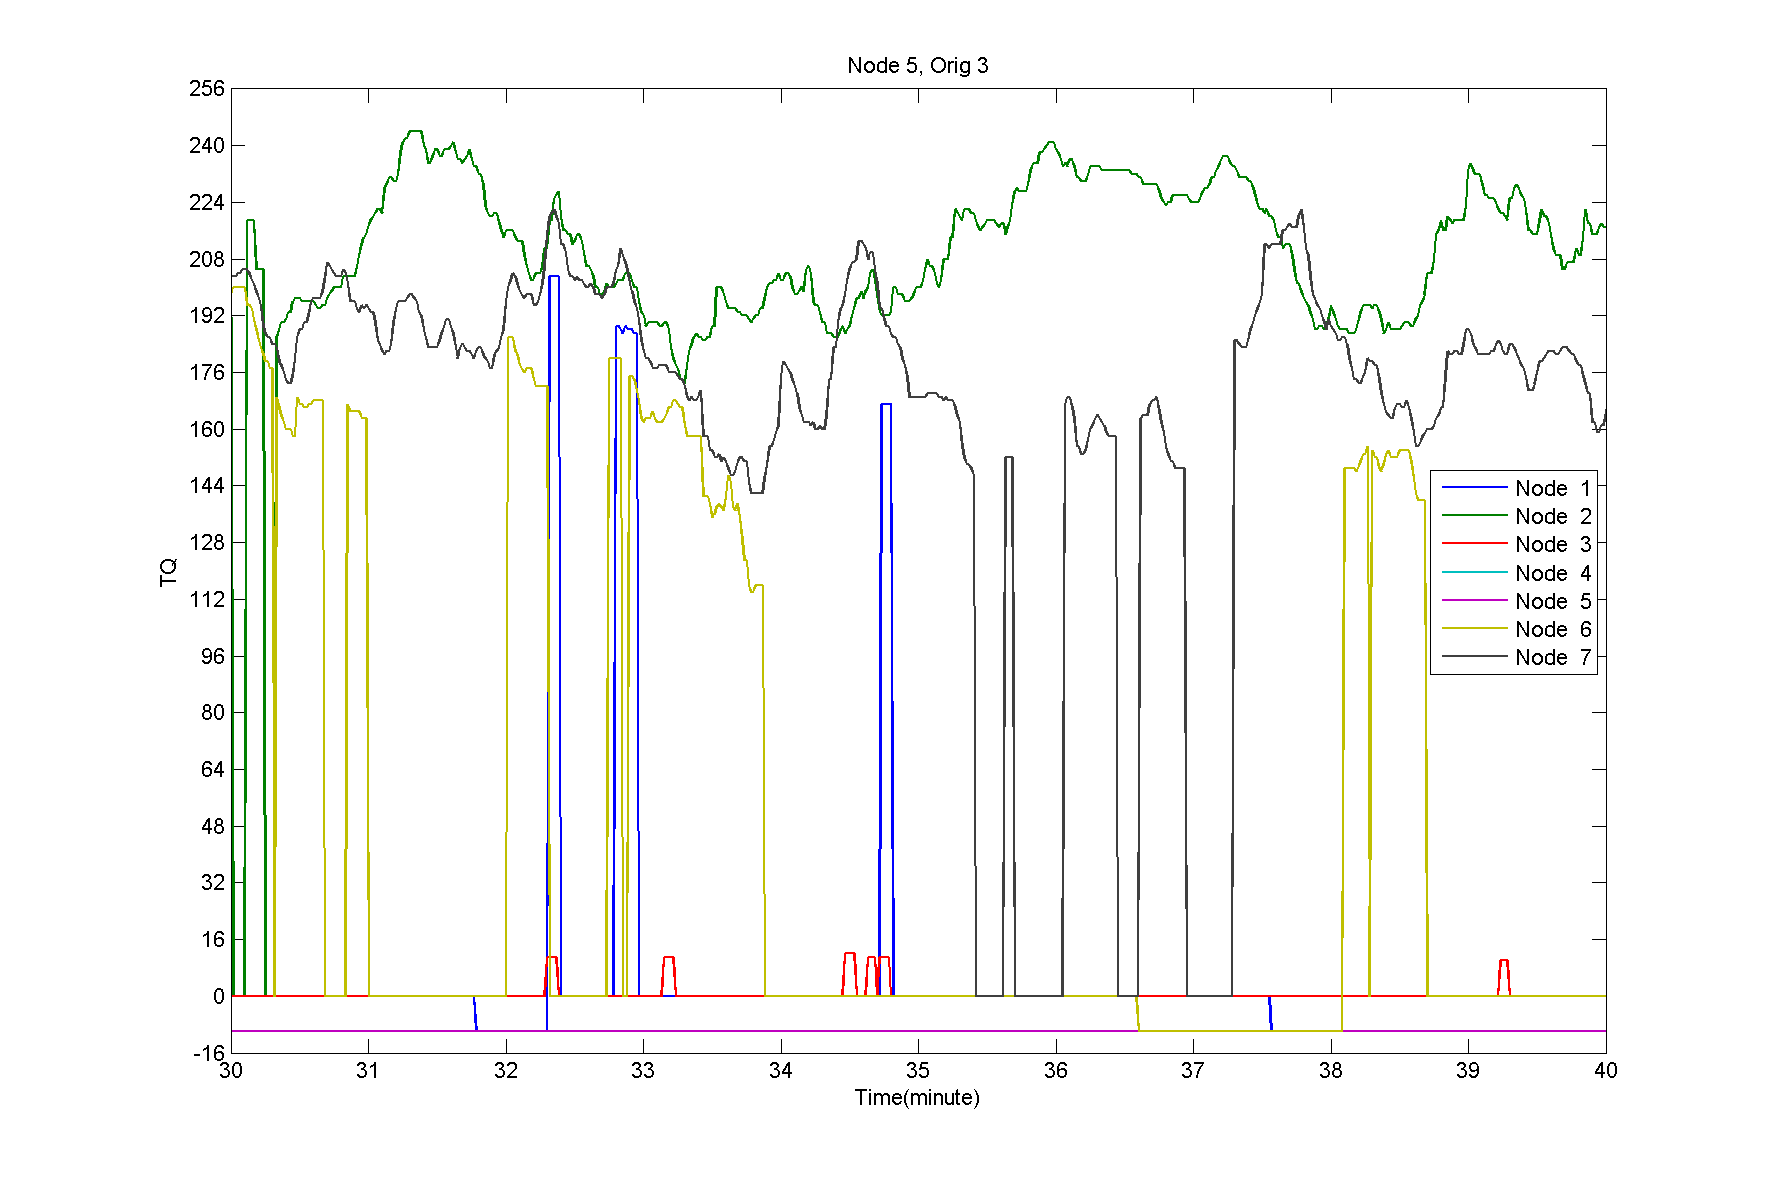 Node 5, Orig 3
256
240
224
208
192
176
160
144
128
112
96
80
64
48
32
16
0
-16
TQ
Node 1
Node 2
Node 3
Node 4
Node 5
Node 6
Node 7
30 31 32 33 34 35 36 37 38 39 40
Time(minute)